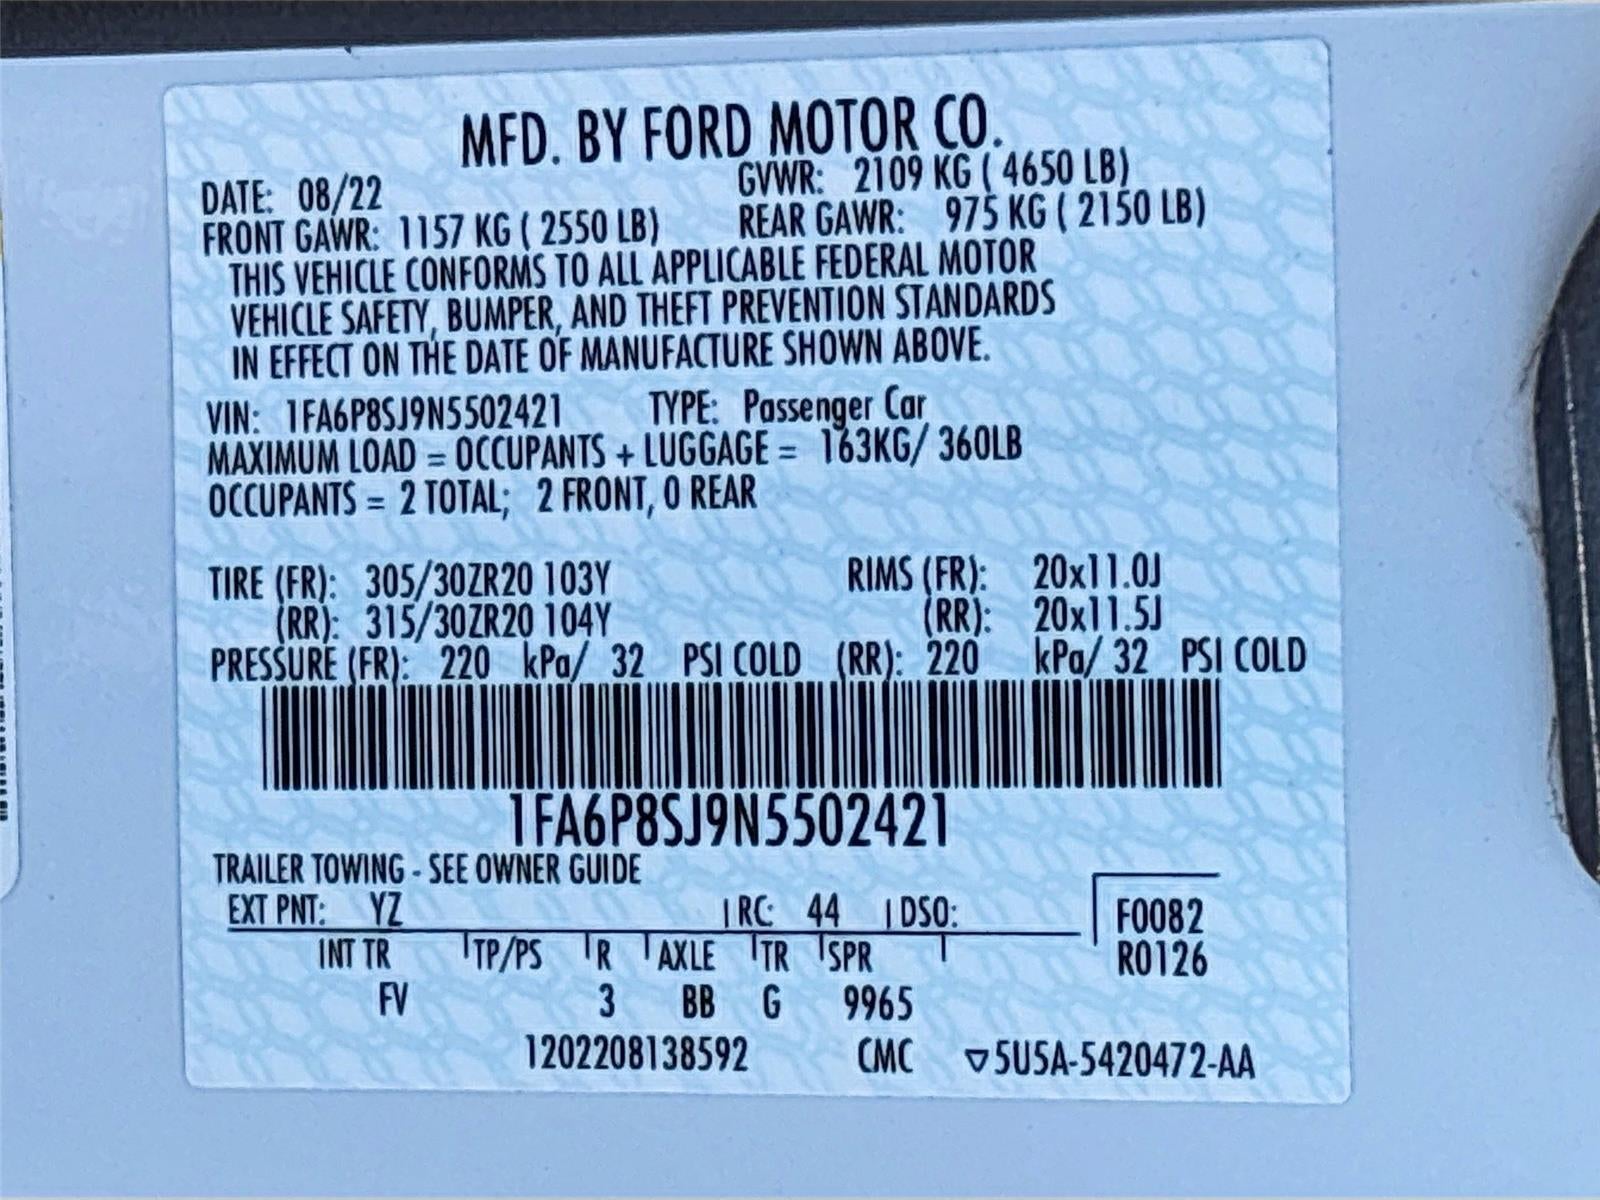 MFD. BY FORD MOTOR CO.
DATE: 08/22 GVWR: 2109 KG ( 4650 LB)
FRONT GAWR: 1157 KG ( 2550 LB) REAR GAWR: 975 KG ( 2150 LB)
THIS VEHICLE CONFORMS TO ALL APPLICABLE FEDERAL MOTOR
VEHICLE SAFETY, BUMPER, AND THEFT PREVENTION STANDARDS
IN EFFECT ON THE DATE OF MANUFACTURE SHOWN ABOVE.
VIN: 1FA6P8SJ9N5502421 TYPE: Passenger Car
MAXIMUM LOAD = OCCUPANTS + LUGGAGE = 163KG/ 360LB
OCCUPANTS = 2 TOTAL; 2 FRONT, 0 REAR
TIRE (FR): 305/30ZR20 103Y RIMS (FR): 20x11.0J
(RR): 315/30ZR20 104Y (RR): 20x11.5J
PRESSURE (FR): 220 kPa/ 32 PSI COLD (RR): 220 kPa/ 32 PSI COLD
1FA6P8SJ9N5502421
TRAILER TOWING - SEE OWNER GUIDE
EXT PNT: YZ RC: 44 DSO: F0082
INT TR TP/PS R AXLE TR SPR R0126
FV 3 BB G 9965
1202208138592 CMC ▽5U5A-5420472-AA